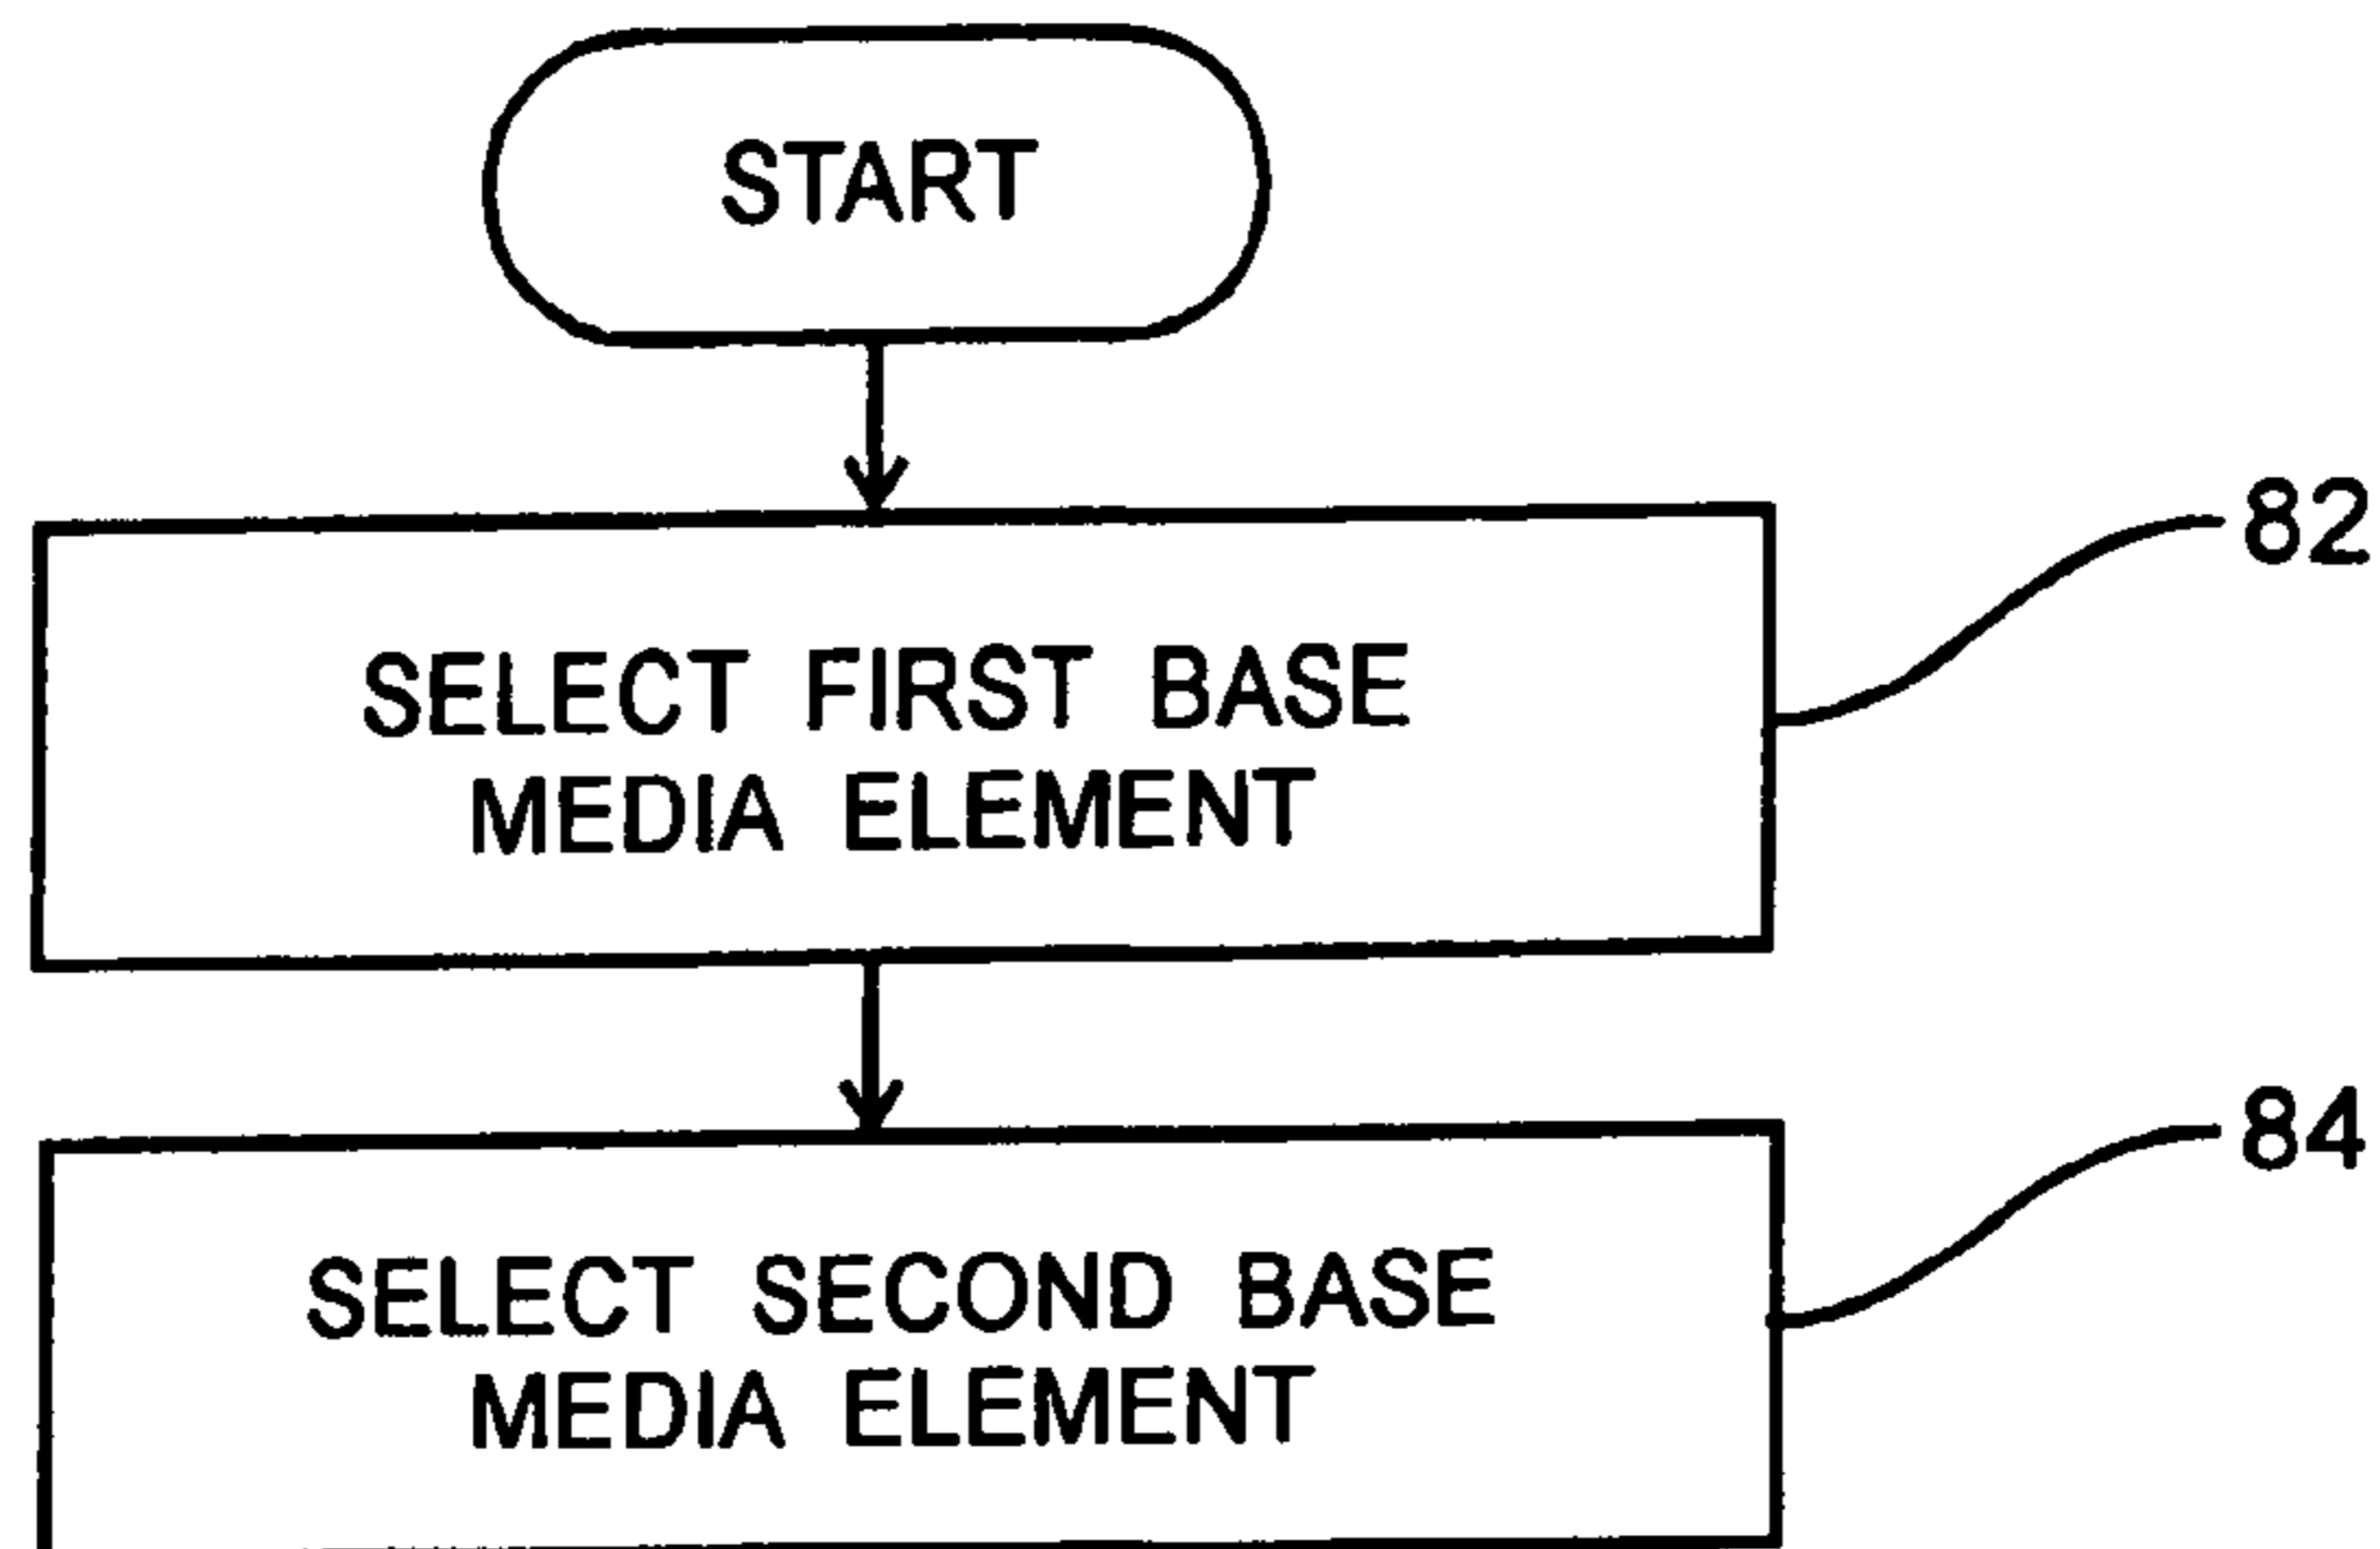 START
82
SELECT FIRST BASE
MEDIA ELEMENT
84
SELECT SECOND BASE
MEDIA ELEMENT